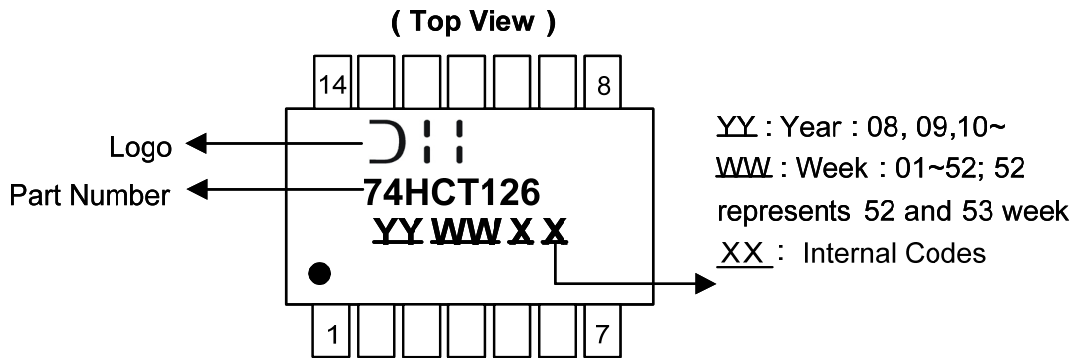 ( Top View )
14
8
Logo
Part Number
74HCT126
YY WW X X
1
7
YY : Year : 08, 09,10~
WW : Week : 01~52; 52
represents 52 and 53 week
XX : Internal Codes